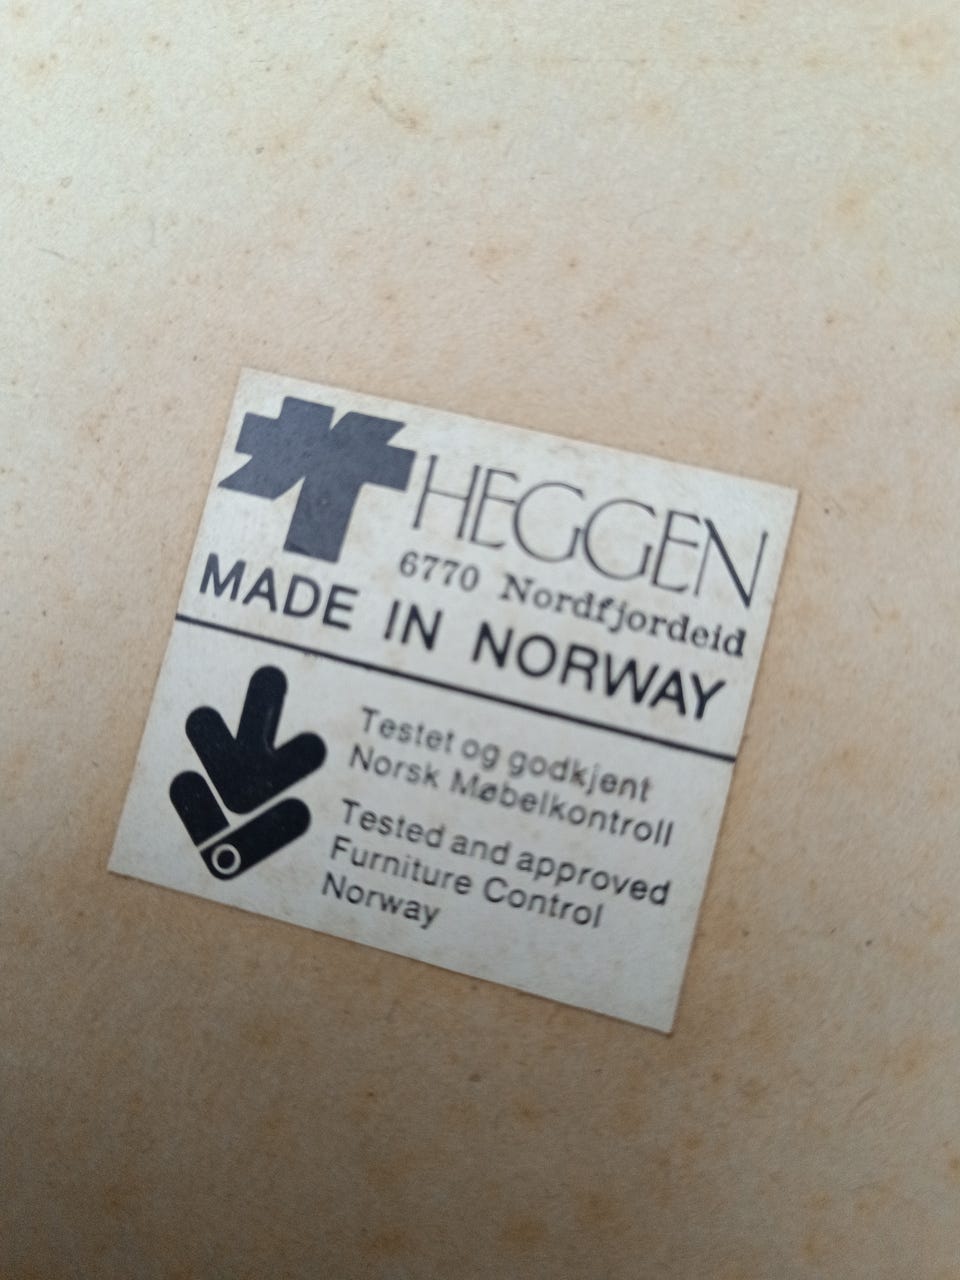 HEGGEN
6770 Nordfjordeid
MADE IN NORWAY
Testet og godkjent
Norsk Møbelkontroll
Tested and approved
Furniture Control
Norway